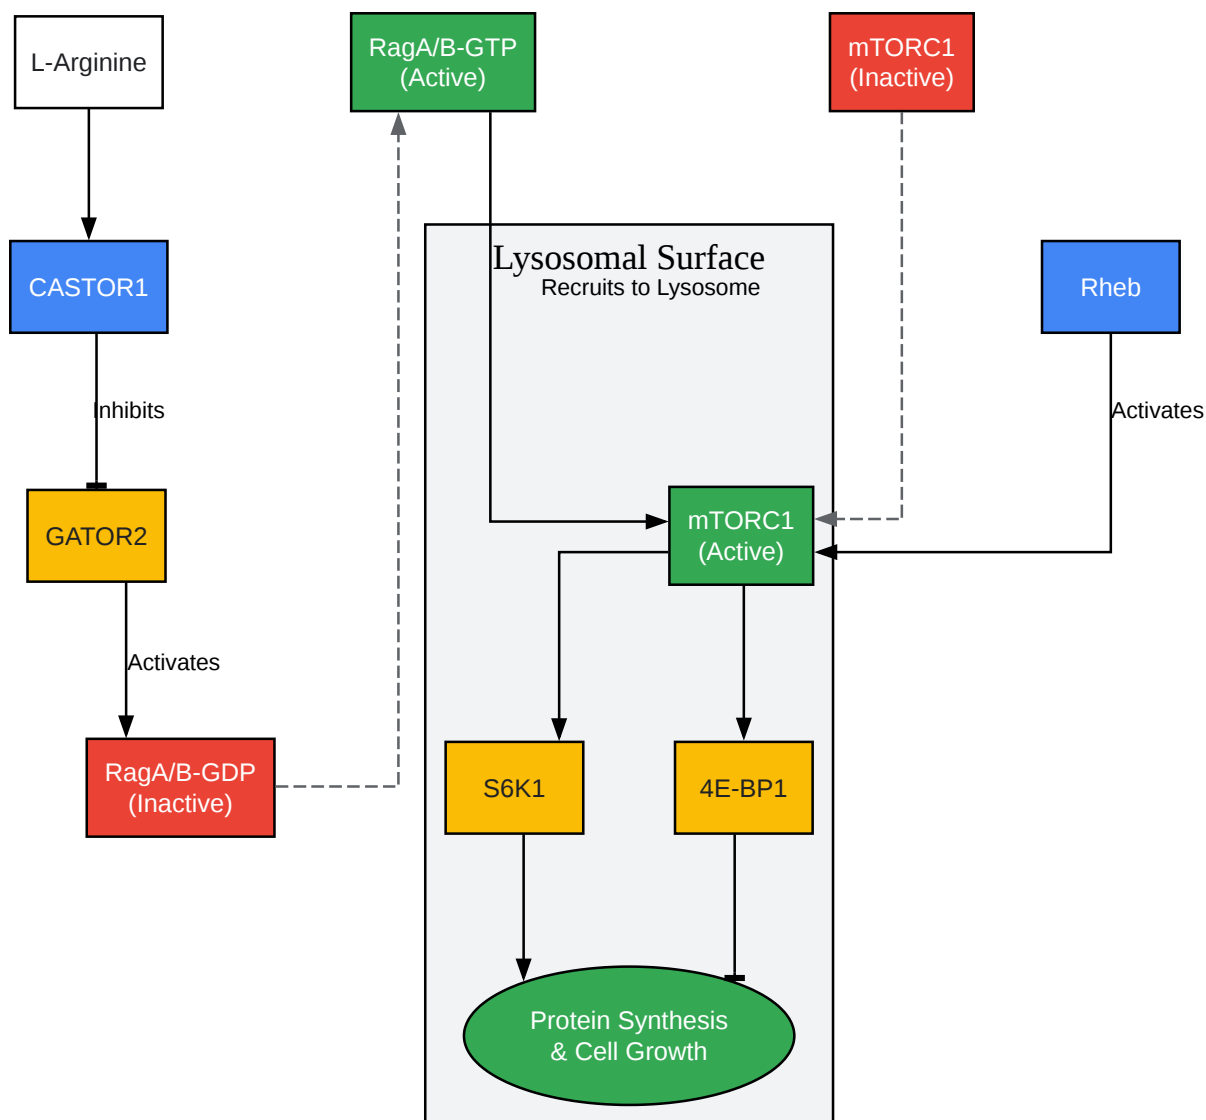 L-Arginine
RagA/B-GTP
(Active)
mTORC1
(Inactive)
Lysosomal Surface
Recruits to Lysosome
CASTOR1
Rheb
Inhibits
Activates
GATOR2
mTORC1
(Active)
Activates
RagA/B-GDP
(Inactive)
S6K1
4E-BP1
Protein Synthesis
& Cell Growth